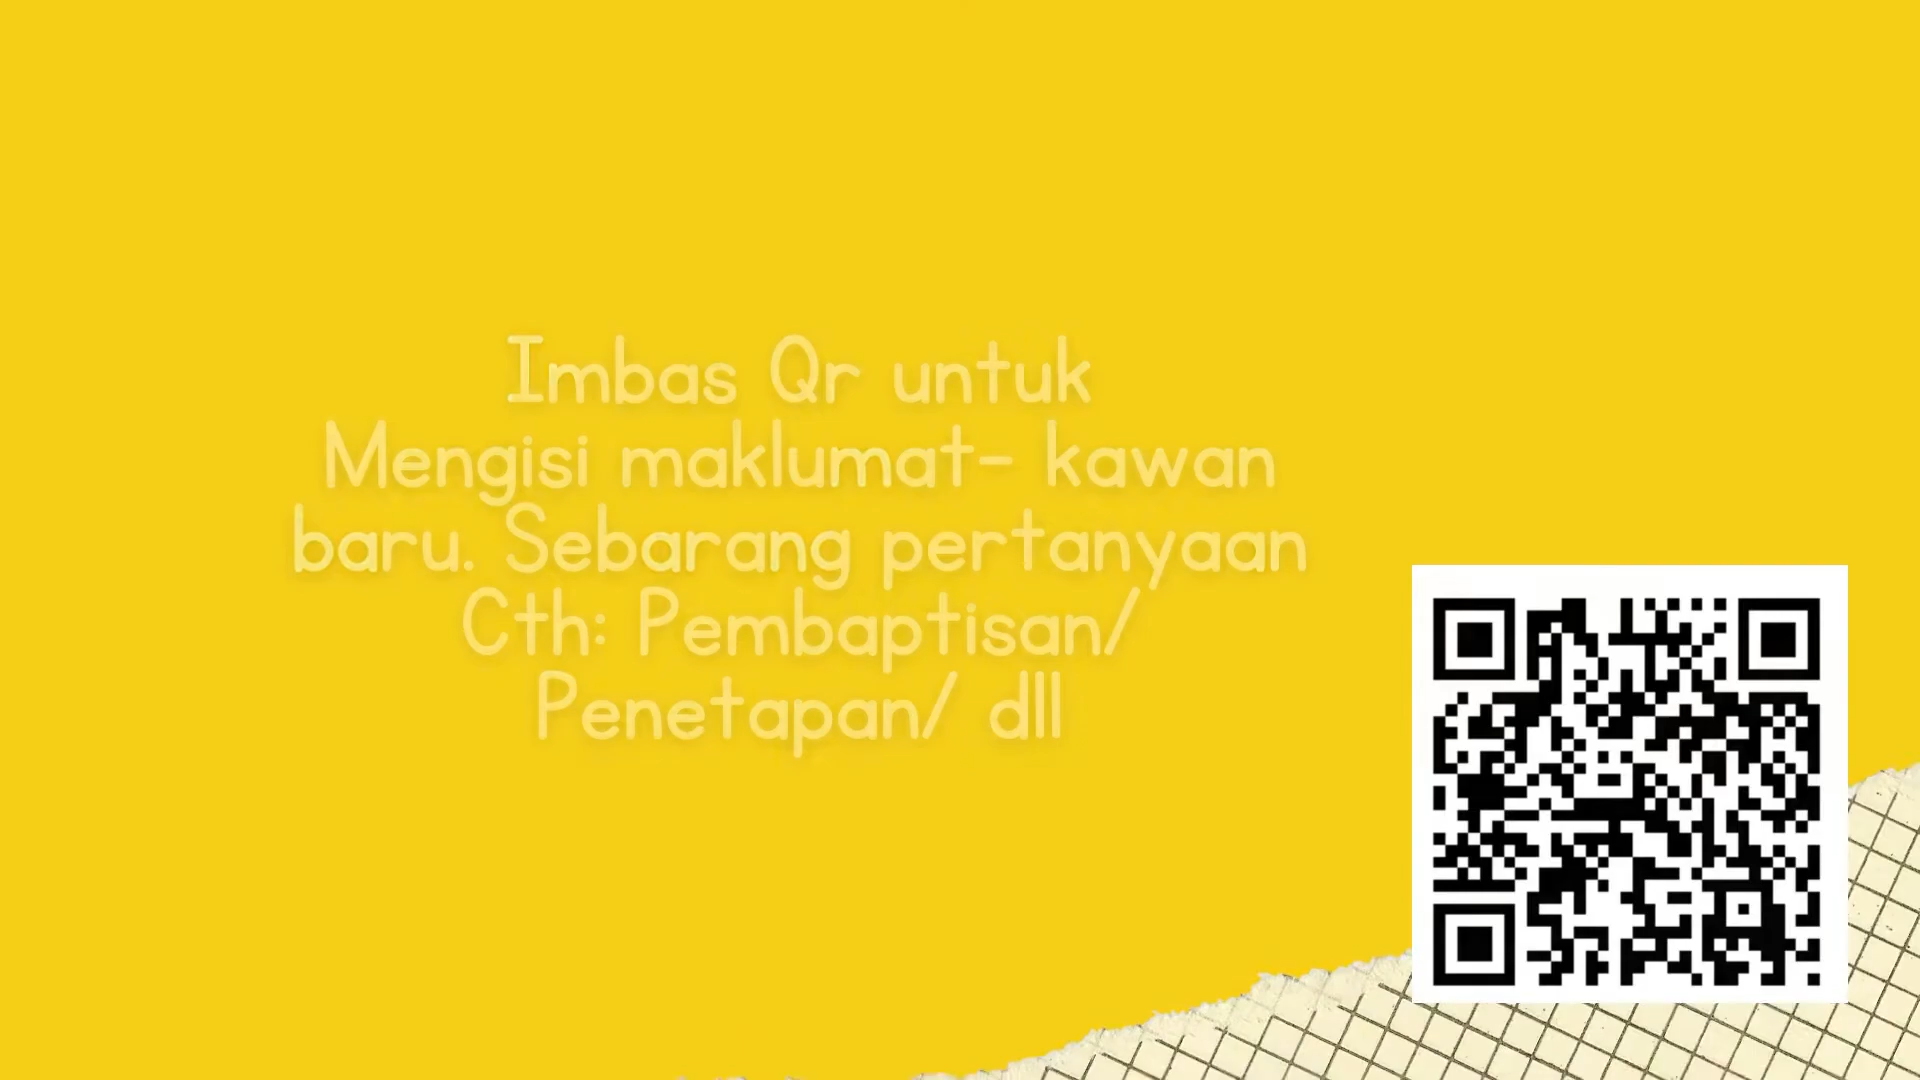 Imbas Qr untuk
Mengisi maklumat- kawan
baru. Sebarang pertanyaan
Cth: Pembaptisan/
Penetapan/ dll